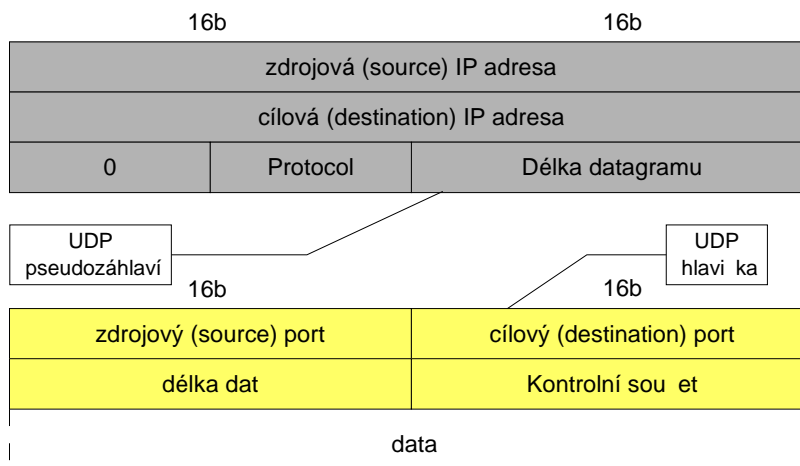 16b 16b
zdrojová (source) IP adresa
cílová (destination) IP adresa
0 Protocol Délka datagramu
UDP
pseudozáhlaví
UDP
hlavi ka
16b 16b
zdrojový (source) port cílový (destination) port
délka dat Kontrolní sou et
data